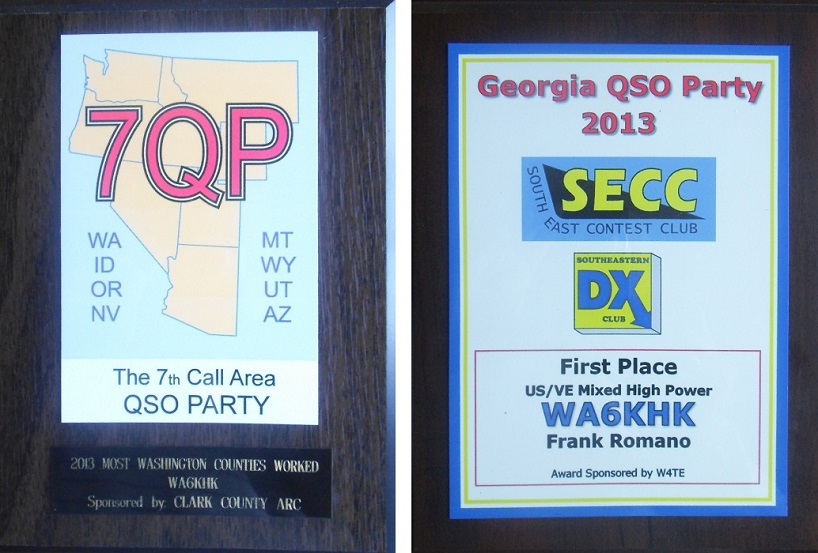 7QP
WA
ID
OR
NV
MT
WY
UT
AZ
The 7th Call Area
QSO PARTY
2013 MOST WASHINGTON COUNTIES WORKED
WA6KHK
Sponsored by: CLARK COUNTY ARC
Georgia QSO Party
2013
SECC
SOUTH EAST CONTEST CLUB
SOUTHEASTERN
DX
CLUB
First Place
US/VE Mixed High Power
WA6KHK
Frank Romano
Award Sponsored by W4TE